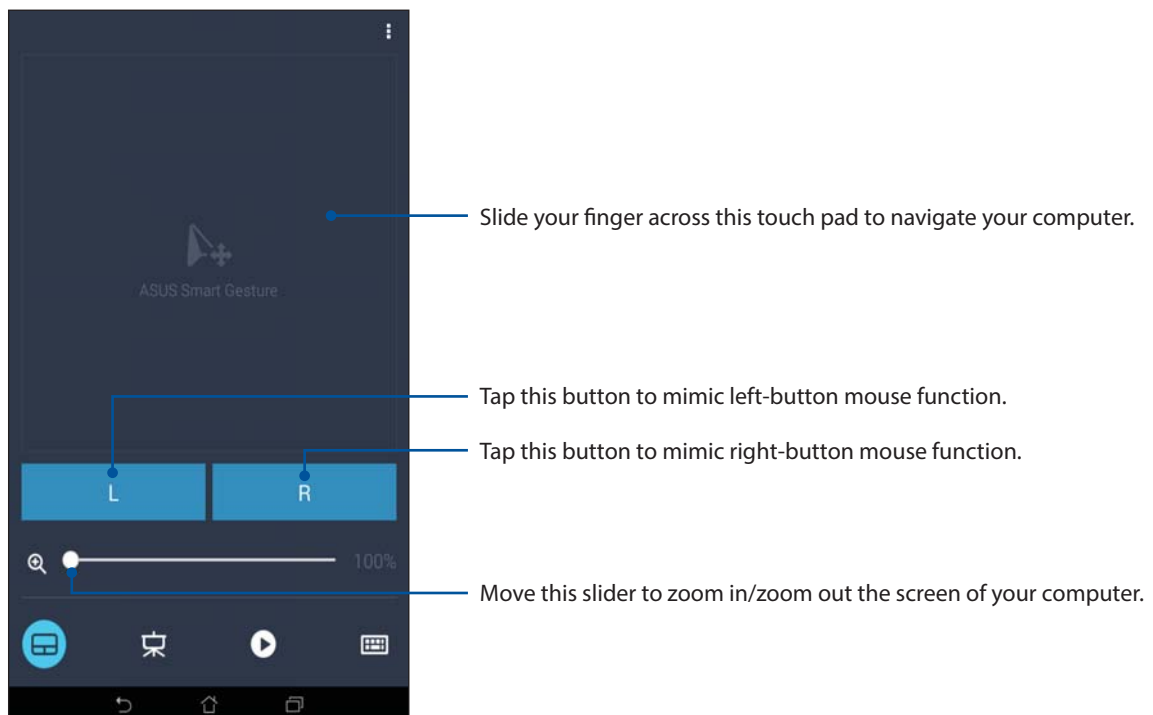 Slide your finger across this touch pad to navigate your computer.
ASUS Smart Gesture
Tap this button to mimic left-button mouse function.
Tap this button to mimic right-button mouse function.
L
R
100%
Move this slider to zoom in/zoom out the screen of your computer.